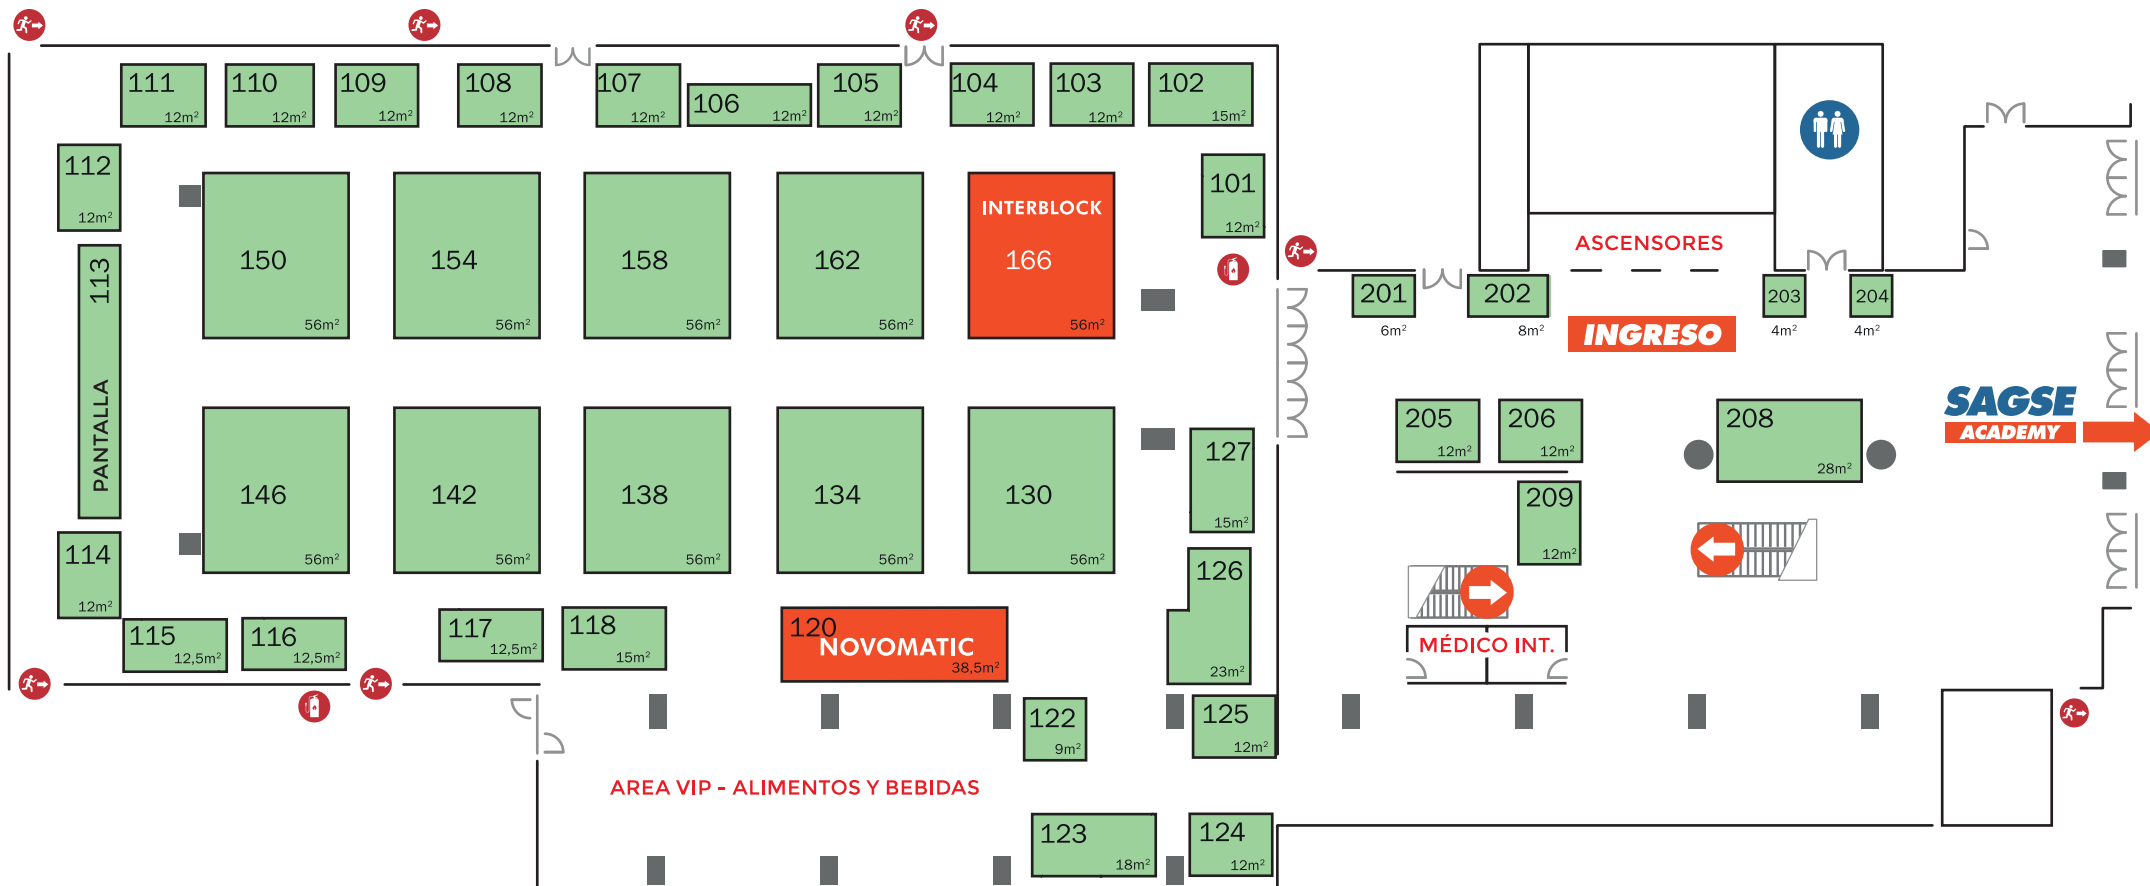 111
12m²
110
12m²
109
12m²
108
12m²
107
12m²
106
12m²
105
12m²
104
12m²
103
12m²
102
15m²
112
12m²
101
12m²
150
56m²
154
56m²
158
56m²
162
56m²
INTERBLOCK
166
56m²
113
PANTALLA
ASCENSORES
201
6m²
202
8m²
203
4m²
204
4m²
INGRESO
146
56m²
142
56m²
138
56m²
134
56m²
130
56m²
127
15m²
205
12m²
206
12m²
208
28m²
SAGSE
ACADEMY
209
12m²
114
12m²
126
23m²
115
12,5m²
116
12,5m²
117
12,5m²
118
15m²
120
NOVOMATIC
38,5m²
MÉDICO INT.
122
9m²
125
12m²
AREA VIP - ALIMENTOS Y BEBIDAS
123
18m²
124
12m²